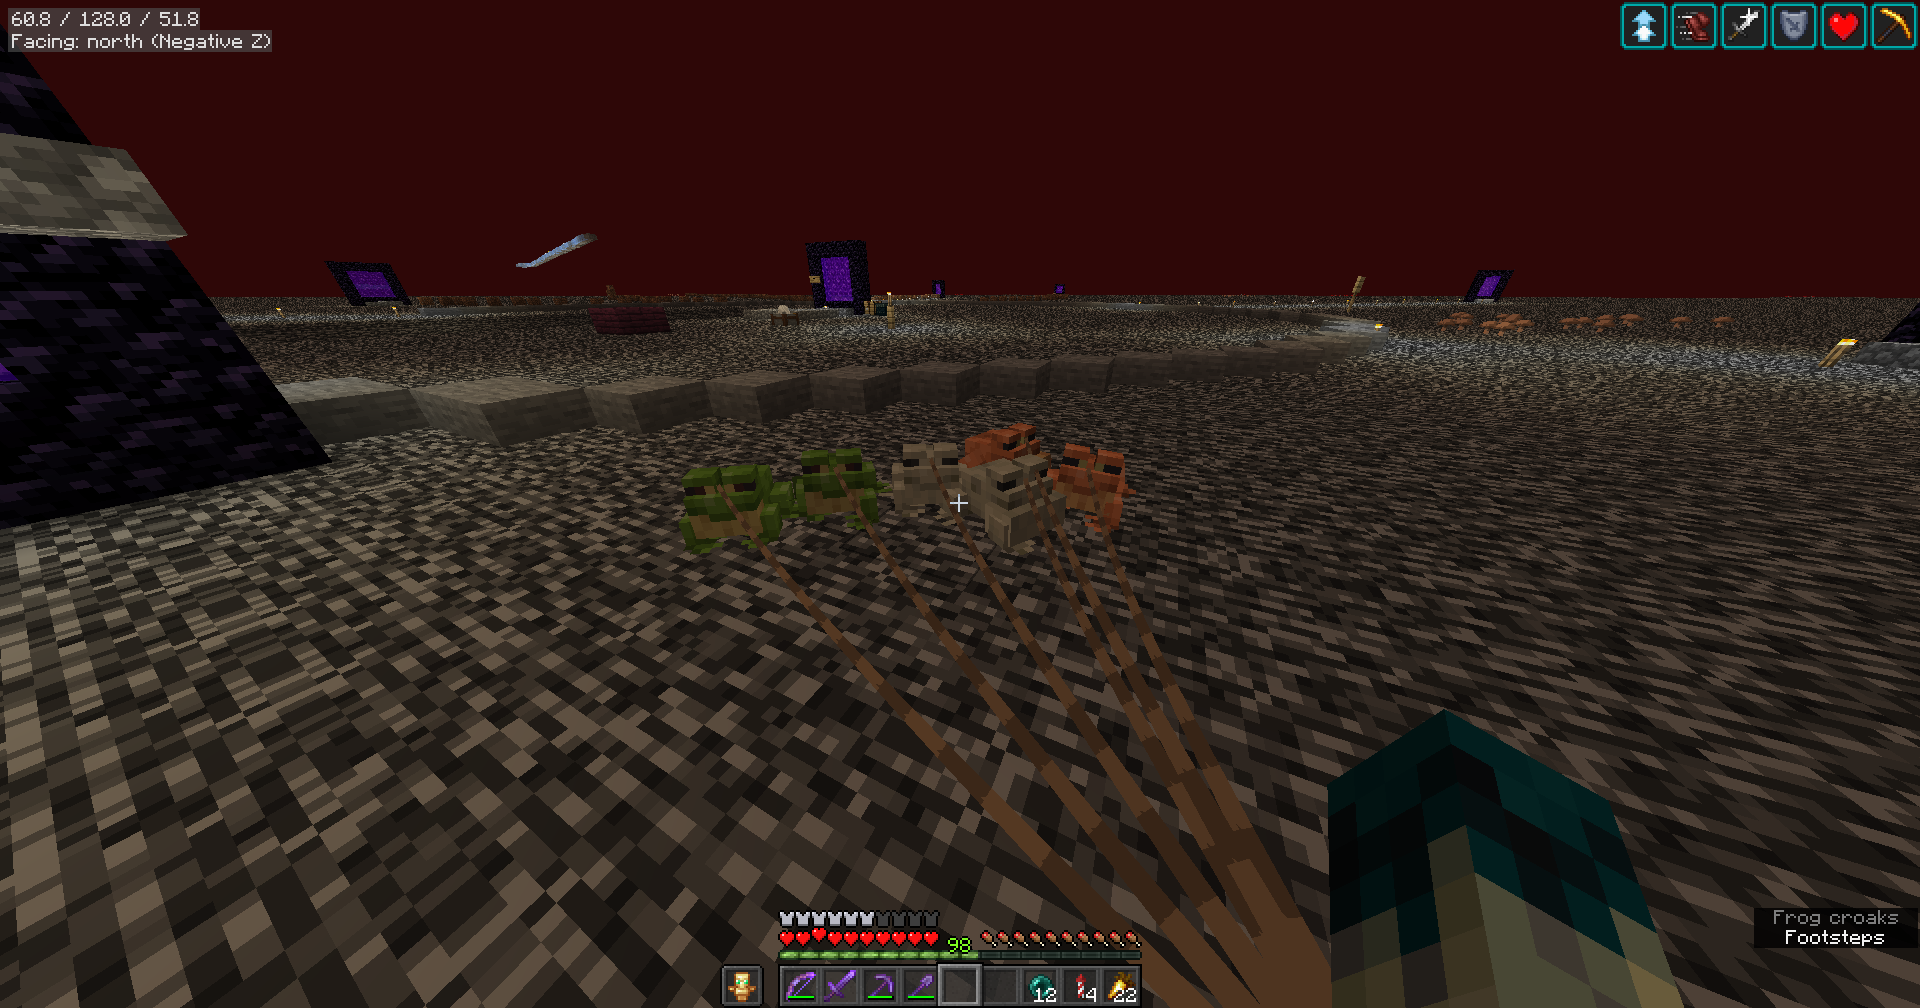 60.8 / 128.0 / 51.8
Facing: north (Negative Z)
Frog croaks
Footsteps
98
12
4
22